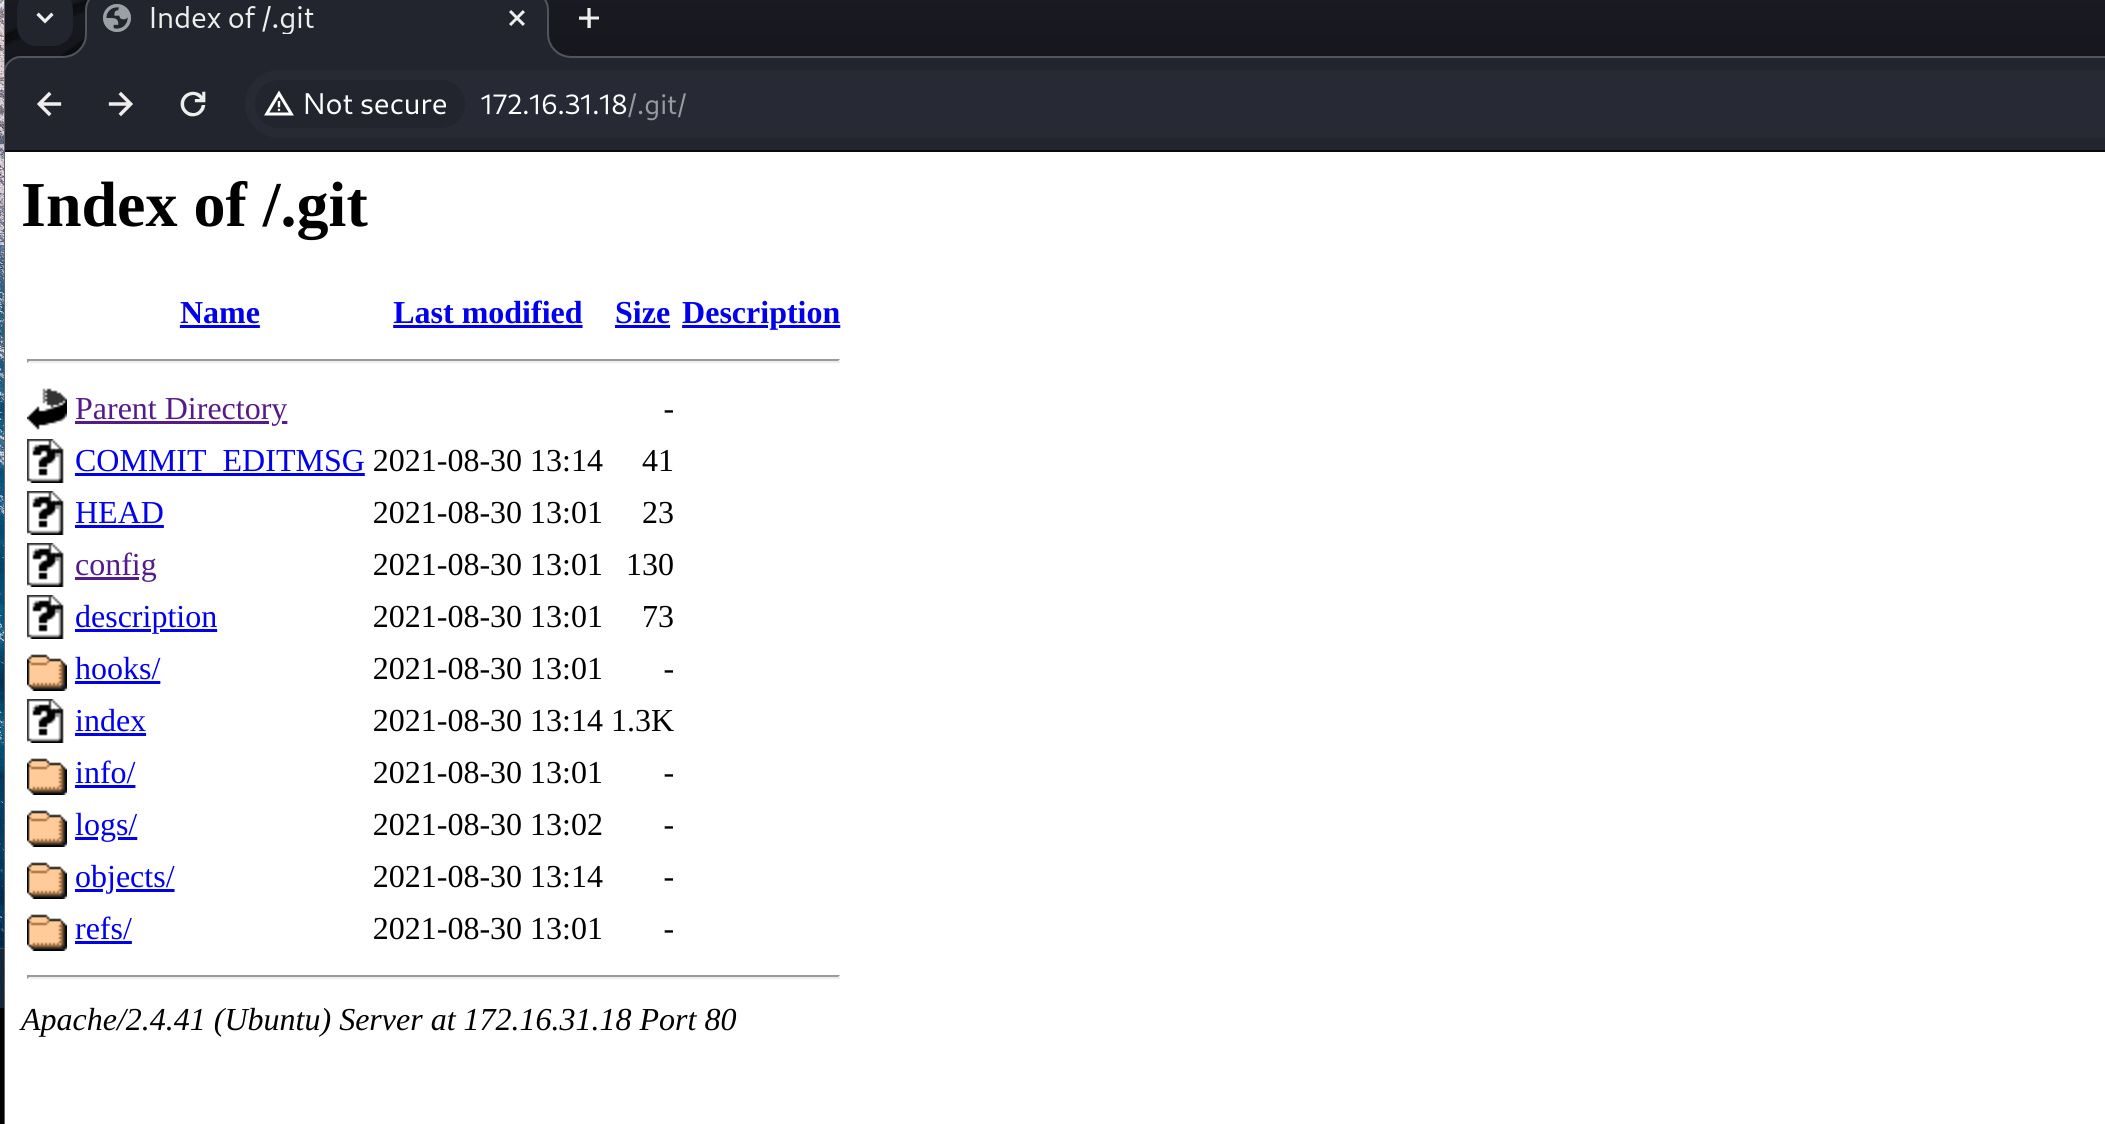 Index of /.git
Not secure 172.16.31.18/.git/
Index of /.git
Name Last modified Size Description
Parent Directory -
COMMIT_EDITMSG 2021-08-30 13:14 41
HEAD 2021-08-30 13:01 23
config 2021-08-30 13:01 130
description 2021-08-30 13:01 73
hooks/ 2021-08-30 13:01 -
index 2021-08-30 13:14 1.3K
info/ 2021-08-30 13:01 -
logs/ 2021-08-30 13:02 -
objects/ 2021-08-30 13:14 -
refs/ 2021-08-30 13:01 -
Apache/2.4.41 (Ubuntu) Server at 172.16.31.18 Port 80